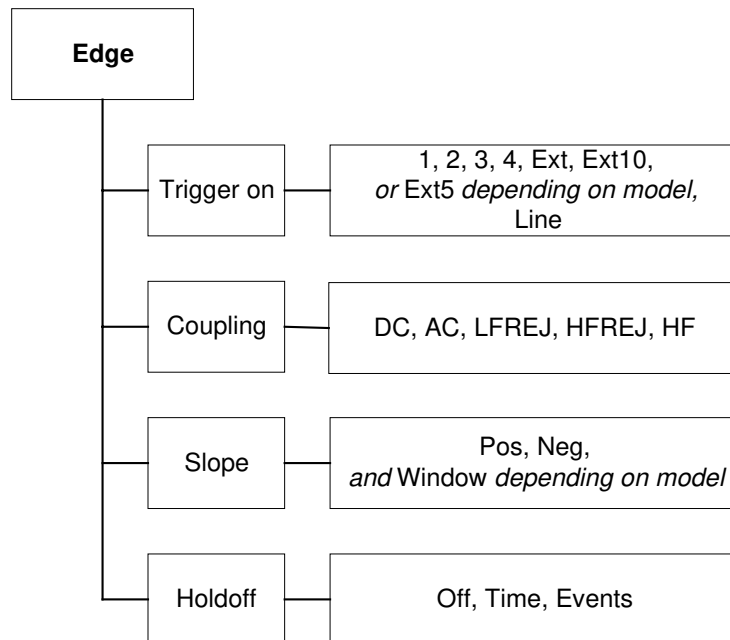 Edge
Trigger on
1, 2, 3, 4, Ext, Ext10,
or Ext5 depending on model,
Line
Coupling
DC, AC, LFREJ, HFREJ, HF
Slope
Pos, Neg,
and Window depending on model
Holdoff
Off, Time, Events